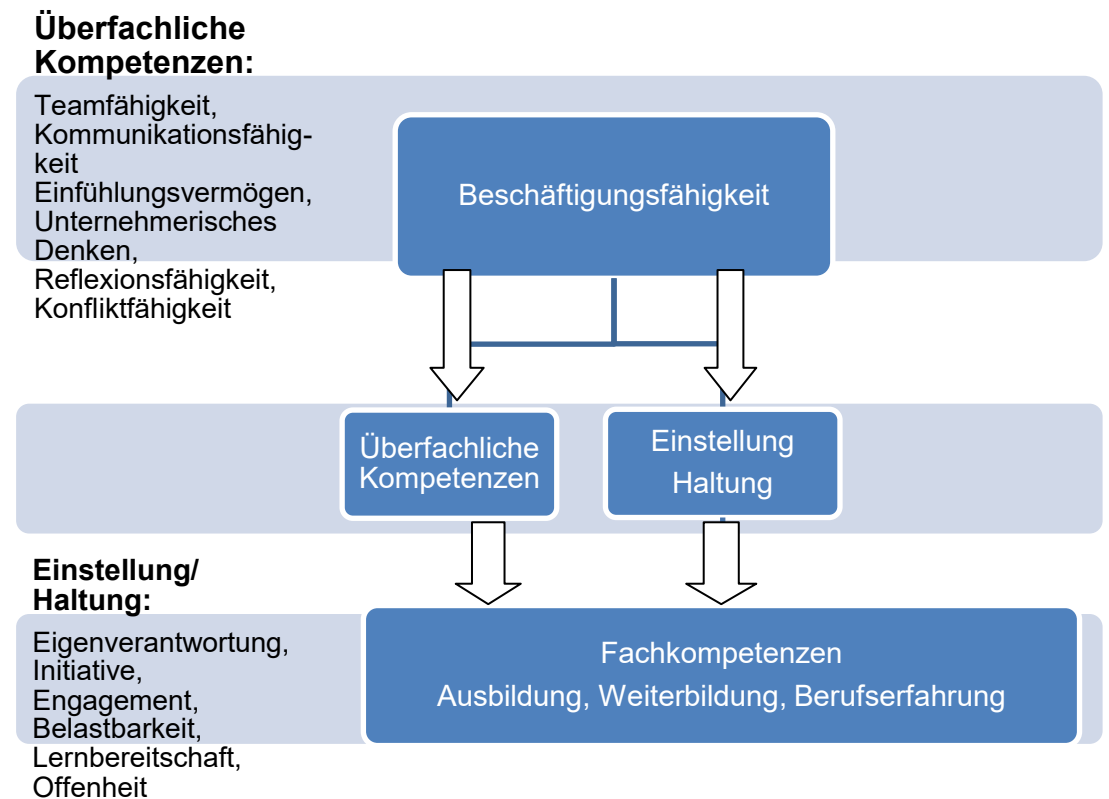 Überfachliche
Kompetenzen:
Teamfähigkeit,
Kommunikationsfähig-
keit
Einfühlungsvermögen,
Unternehmerisches
Denken,
Reflexionsfähigkeit,
Konfliktfähigkeit
Beschäftigungsfähigkeit
Überfachliche
Kompetenzen
Einstellung
Haltung
Einstellung/
Haltung:
Eigenverantwortung,
Initiative,
Engagement,
Belastbarkeit,
Lernbereitschaft,
Offenheit
Fachkompetenzen
Ausbildung, Weiterbildung, Berufserfahrung